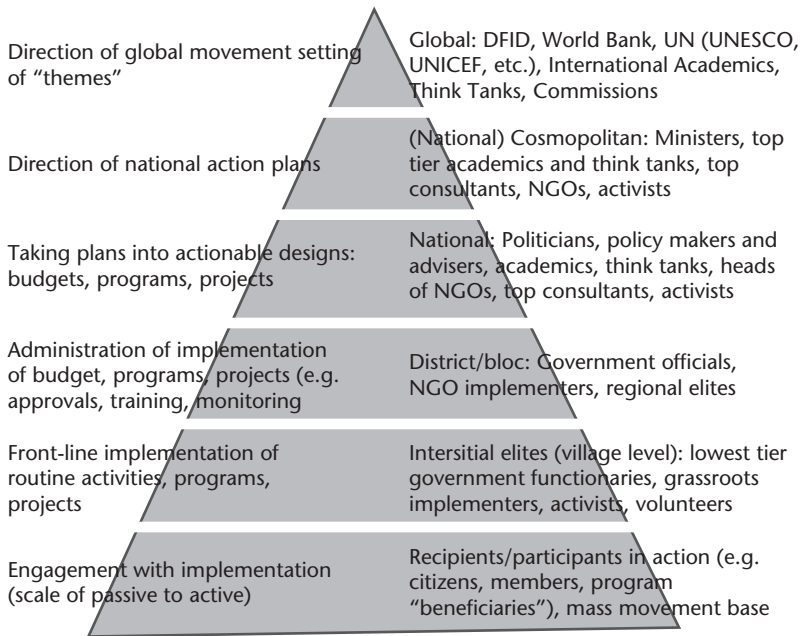 Direction of global movement setting
of “themes”
Global: DFID, World Bank, UN (UNESCO,
UNICEF, etc.), International Academics,
Think Tanks, Commissions
Direction of national action plans
(National) Cosmopolitan: Ministers, top
tier academics and think tanks, top
consultants, NGOs, activists
Taking plans into actionable designs:
budgets, programs, projects
National: Politicians, policy makers and
advisers, academics, think tanks, heads
of NGOs, top consultants, activists
Administration of implementation
of budget, programs, projects (e.g.
approvals, training, monitoring
District/bloc: Government officials,
NGO implementers, regional elites
Front-line implementation of
routine activities, programs,
projects
Intersitial elites (village level): lowest tier
government functionaries, grassroots
implementers, activists, volunteers
Engagement with implementation
(scale of passive to active)
Recipients/participants in action (e.g.
citizens, members, program
“beneficiaries”), mass movement base